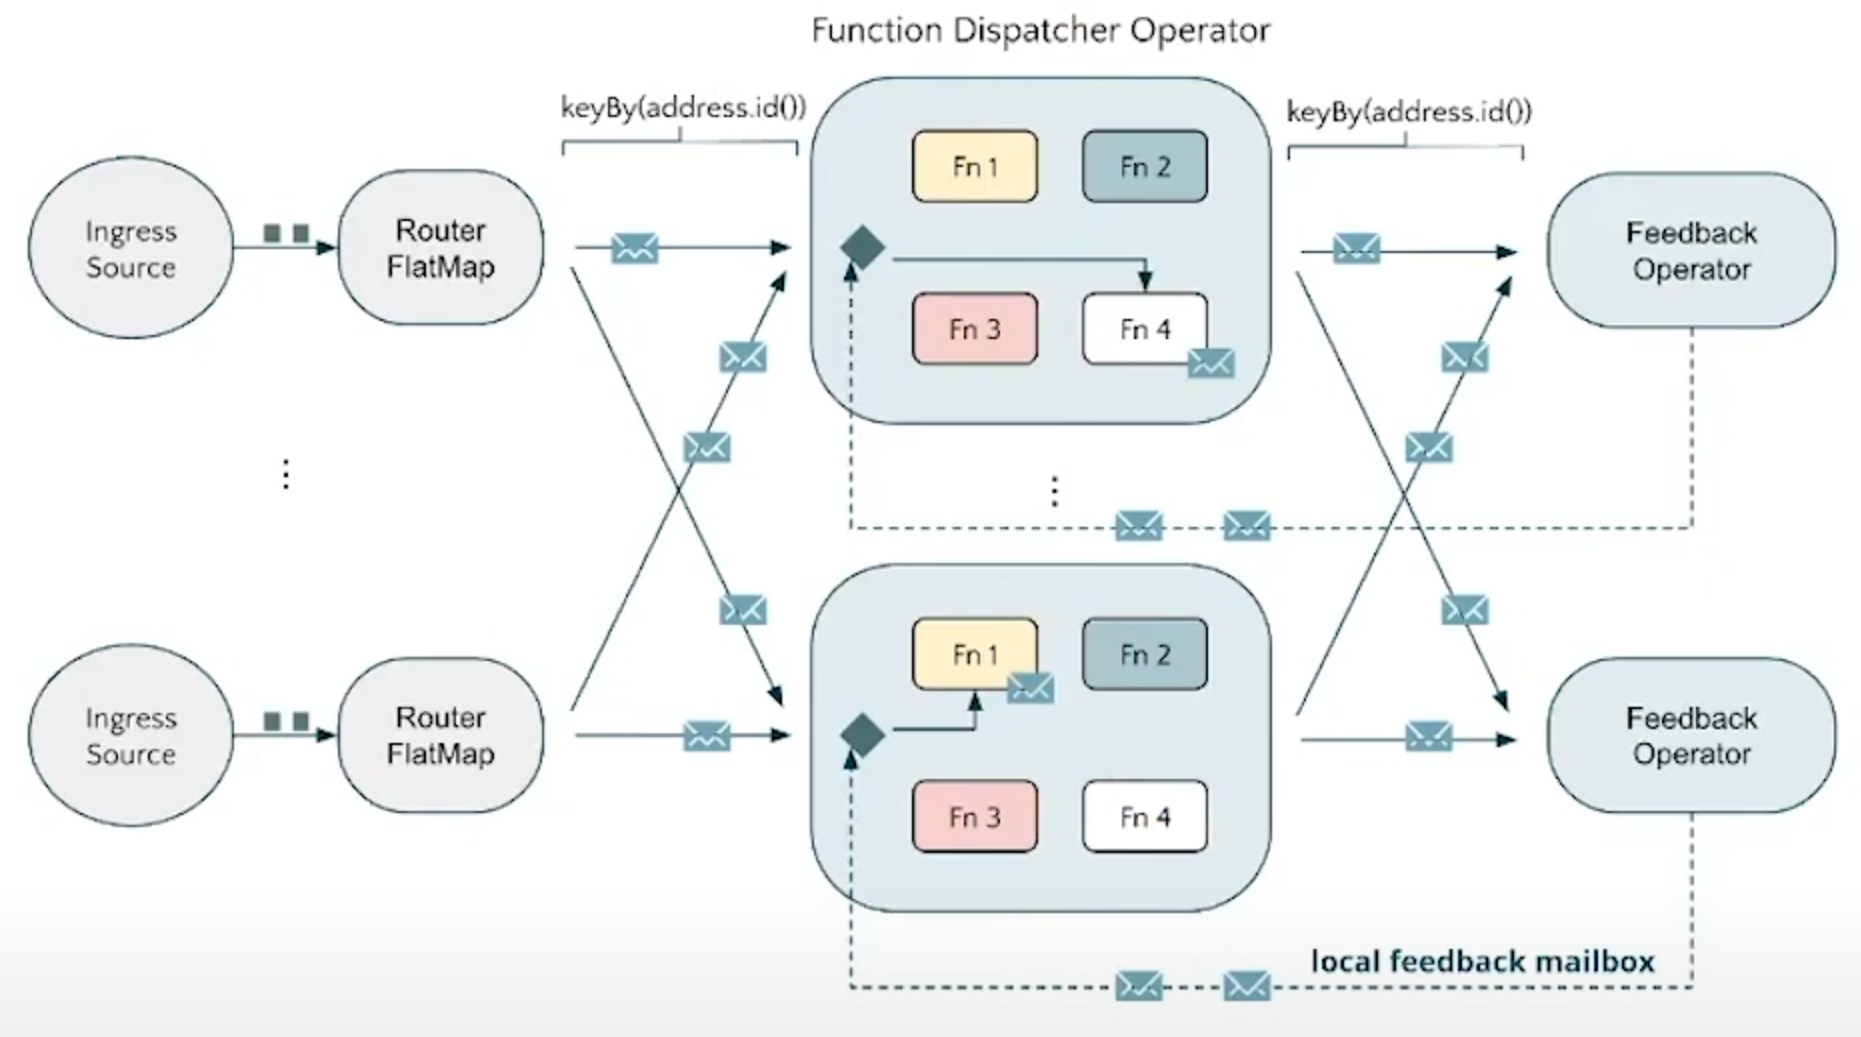 Function Dispatcher Operator
keyBy(address.id())
keyBy(address.id())
Ingress
Source
Router
FlatMap
Fn 1
Fn 2
Fn 3
Fn 4
Feedback
Operator
Ingress
Source
Router
FlatMap
Fn 1
Fn 2
Fn 3
Fn 4
Feedback
Operator
local feedback mailbox